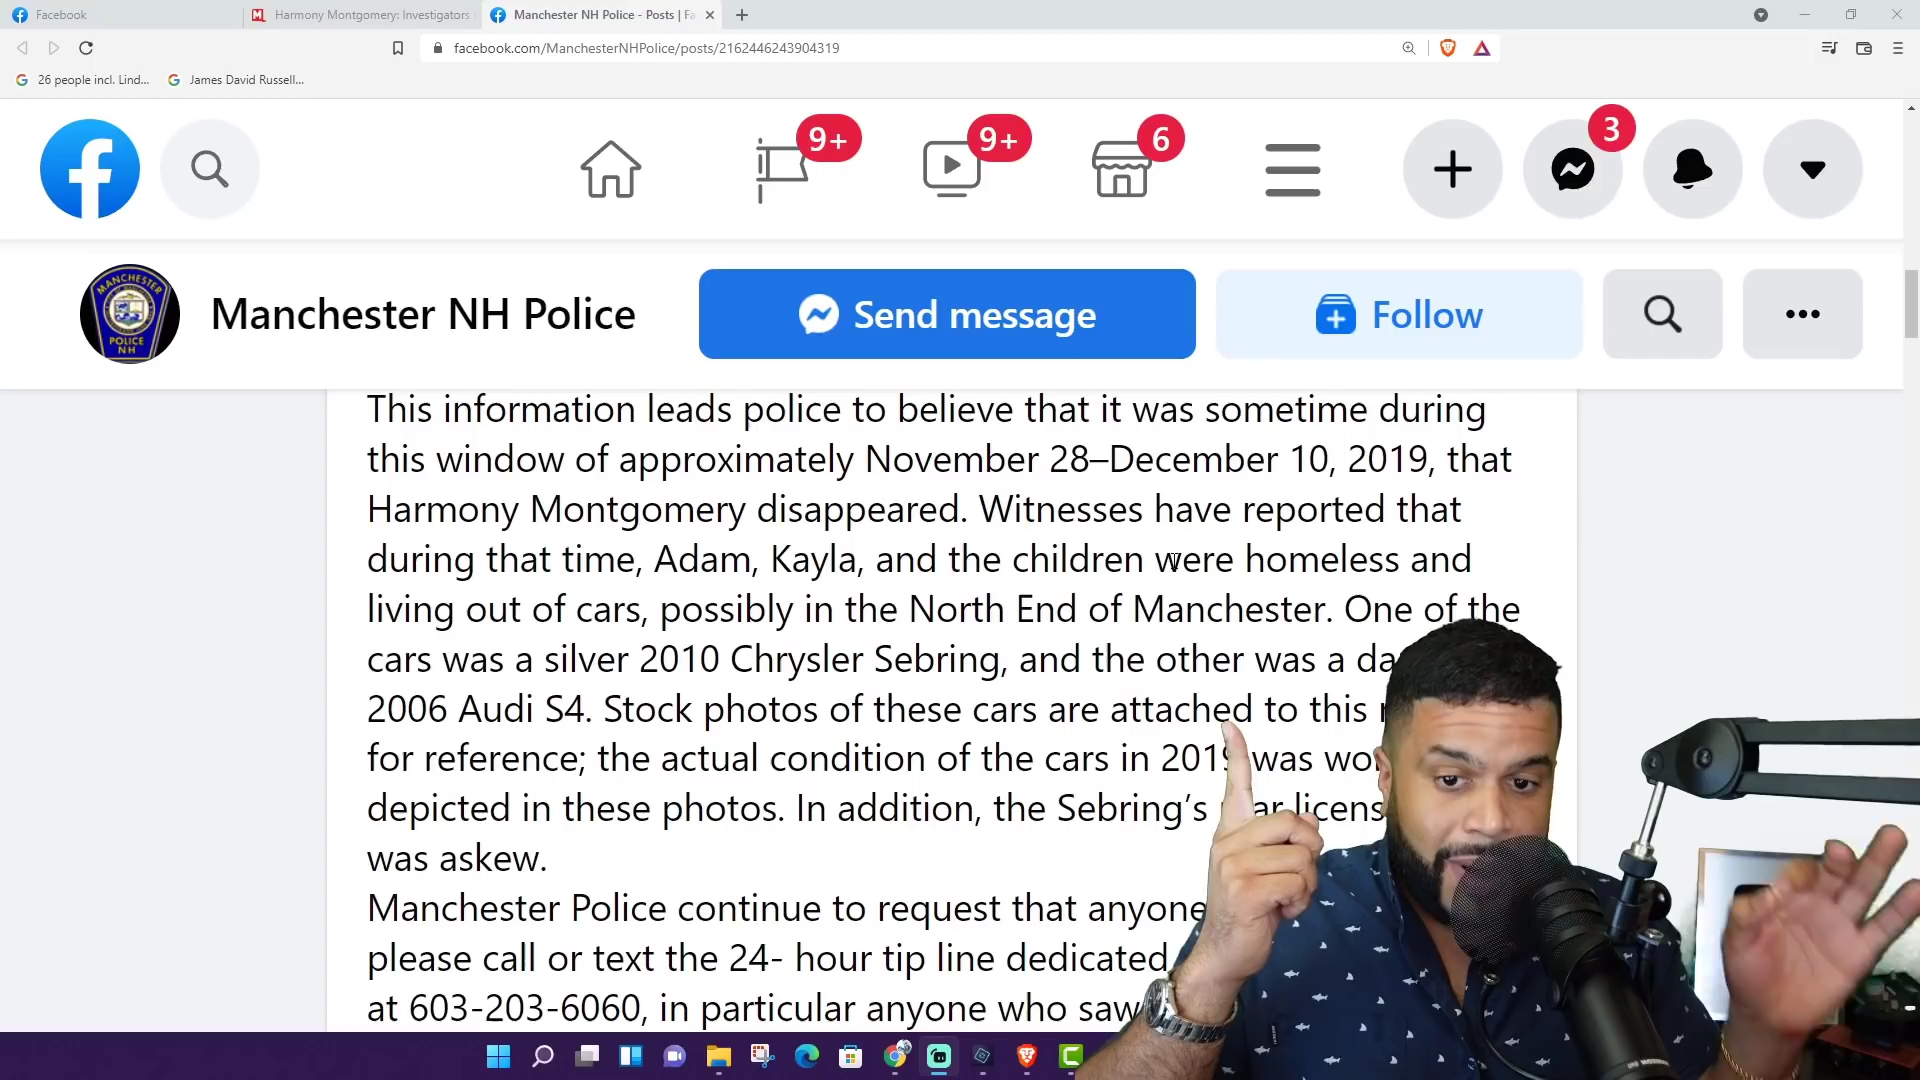 Facebook
Harmony Montgomery: Investigators
Manchester NH Police - Posts | Fa
facebook.com/ManchesterNHPolice/posts/2162446243904319
26 people incl. Lind...
James David Russell...
9+
9+
6
3
MANCHESTER
POLICE
NH
Manchester NH Police
Send message
Follow
This information leads police to believe that it was sometime during
this window of approximately November 28–December 10, 2019, that
Harmony Montgomery disappeared. Witnesses have reported that
during that time, Adam, Kayla, and the children were homeless and
living out of cars, possibly in the North End of Manchester. One of the
cars was a silver 2010 Chrysler Sebring, and the other was a da
2006 Audi S4. Stock photos of these cars are attached to this
for reference; the actual condition of the cars in 2019 was
depicted in these photos. In addition, the Sebring’s licens
was askew.
Manchester Police continue to request that anyone
please call or text the 24- hour tip line dedicated
at 603-203-6060, in particular anyone who saw